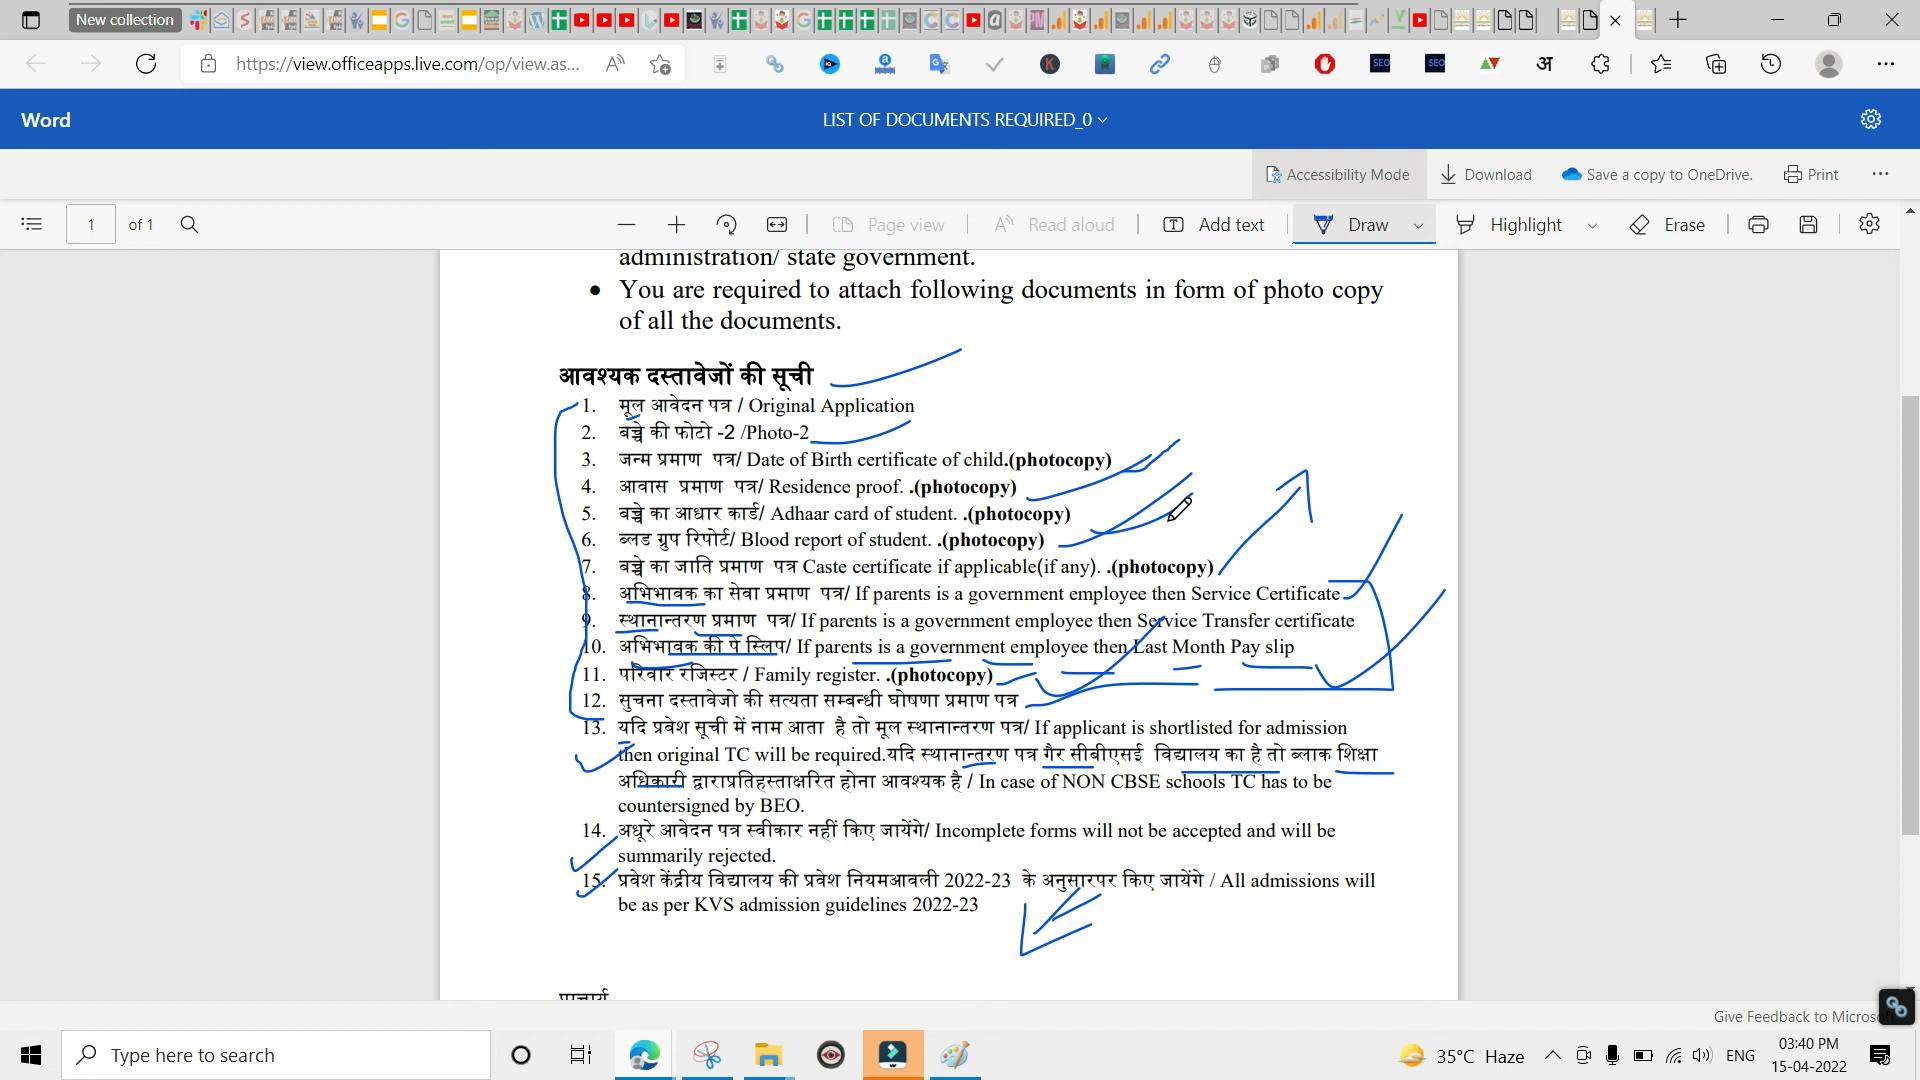 New collection
https://view.officeapps.live.com/op/view.as...
Word
LIST OF DOCUMENTS REQUIRED_0
Accessibility Mode
Download
Save a copy to OneDrive.
Print
1 of 1
Page view
Read aloud
Add text
Draw
Highlight
Erase
administration/ state government.
• You are required to attach following documents in form of photo copy
of all the documents.
आवश्यक दस्तावेजों की सूची
1. मूल आवेदन पत्र / Original Application
2. बच्चे की फोटो -2 /Photo-2
3. जन्म प्रमाण पत्र/ Date of Birth certificate of child.(photocopy)
4. आवास प्रमाण पत्र/ Residence proof. .(photocopy)
5. बच्चे का आधार कार्ड/ Adhaar card of student. .(photocopy)
6. ब्लड ग्रुप रिपोर्ट/ Blood report of student. .(photocopy)
7. बच्चे का जाति प्रमाण पत्र Caste certificate if applicable(if any). .(photocopy)
8. अभिभावक का सेवा प्रमाण पत्र/ If parents is a government employee then Service Certificate
9. स्थानान्तरण प्रमाण पत्र/ If parents is a government employee then Service Transfer certificate
10. अभिभावक की पे स्लिप/ If parents is a government employee then Last Month Pay slip
11. परिवार रजिस्टर / Family register. .(photocopy)
12. सुचना दस्तावेजो की सत्यता सम्बन्धी घोषणा प्रमाण पत्र
13. यदि प्रवेश सूची में नाम आता है तो मूल स्थानान्तरण पत्र/ If applicant is shortlisted for admission
then original TC will be required.यदि स्थानान्तरण पत्र गैर सीबीएसई विद्यालय का है तो ब्लाक शिक्षा
अधिकारी द्वाराप्रतिहस्ताक्षरित होना आवश्यक है / In case of NON CBSE schools TC has to be
countersigned by BEO.
14. अधूरे आवेदन पत्र स्वीकार नहीं किए जायेंगे/ Incomplete forms will not be accepted and will be
summarily rejected.
15. प्रवेश केंद्रीय विद्यालय की प्रवेश नियमआवली 2022-23 के अनुसारपर किए जायेंगे / All admissions will
be as per KVS admission guidelines 2022-23
Give Feedback to Micros
Type here to search
35°C Haze
ENG
03:40 PM
15-04-2022